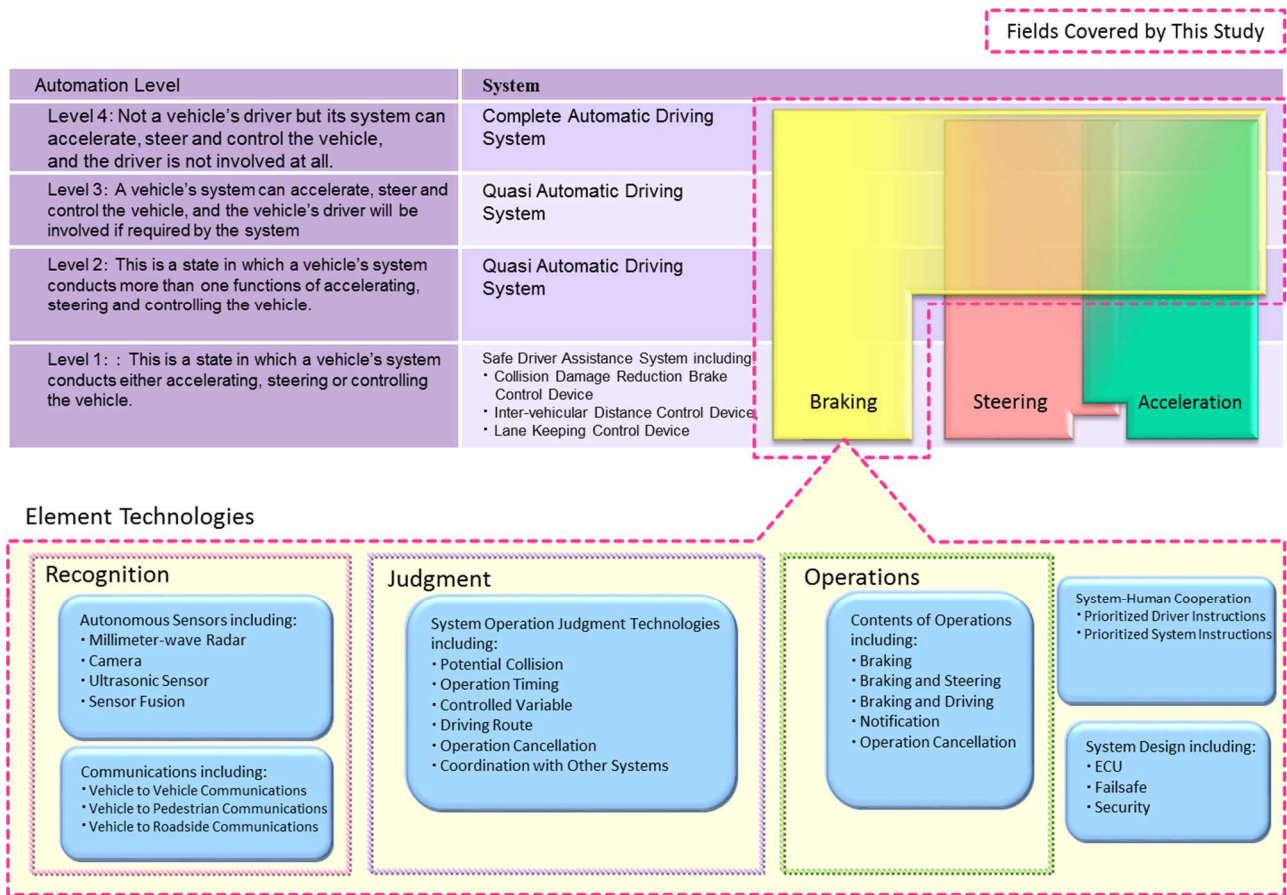 Fields Covered by This Study
Automation Level
System
Level 4: Not a vehicle's driver but its system can
accelerate, steer and control the vehicle,
and the driver is not involved at all.
Complete Automatic Driving
System
Level 3: A vehicle's system can accelerate, steer and
control the vehicle, and the vehicle's driver will be
involved if required by the system
Quasi Automatic Driving
System
Level 2: This is a state in which a vehicle's system
conducts more than one functions of accelerating,
steering and controlling the vehicle.
Quasi Automatic Driving
System
Level 1: : This is a state in which a vehicle's system
conducts either accelerating, steering or controlling
the vehicle.
Safe Driver Assistance System including
・Collision Damage Reduction Brake
Control Device
・Inter-vehicular Distance Control Device,
・Lane Keeping Control Device
Braking
Steering
Acceleration
Element Technologies
Recognition
Autonomous Sensors including:
・Millimeter-wave Radar
・Camera
・Ultrasonic Sensor
・Sensor Fusion
Communications including:
・Vehicle to Vehicle Communications
・Vehicle to Pedestrian Communications
・Vehicle to Roadside Communications
Judgment
System Operation Judgment Technologies
including:
・Potential Collision
・Operation Timing
・Controlled Variable
・Driving Route
・Operation Cancellation
・Coordination with Other Systems
Operations
Contents of Operations
including:
・Braking
・Braking and Steering
・Braking and Driving
・Notification
・Operation Cancellation
System-Human Cooperation
・Prioritized Driver Instructions
・Prioritized System Instructions
System Design including:
・ECU
・Failsafe
・Security